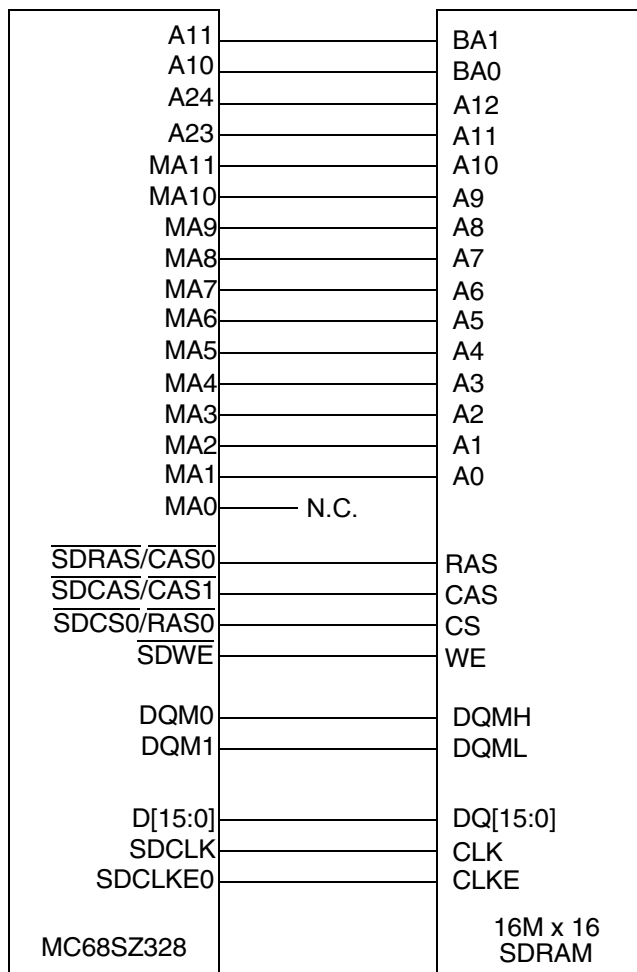 A11 BA1
A10 BA0
A24 A12
A23 A11
MA11 A10
MA10 A9
MA9 A8
MA8 A7
MA7 A6
MA6 A5
MA5 A4
MA4 A3
MA3 A2
MA2 A1
MA1 A0
MA0 N.C.
SDRAS/CAS0 RAS
SDCAS/CAS1 CAS
SDCS0/RAS0 CS
SDWE WE
DQM0 DQMH
DQM1 DQML
D[15:0] DQ[15:0]
SDCLK CLK
SDCLKE0 CLKE
MC68SZ328
16M x 16
SDRAM